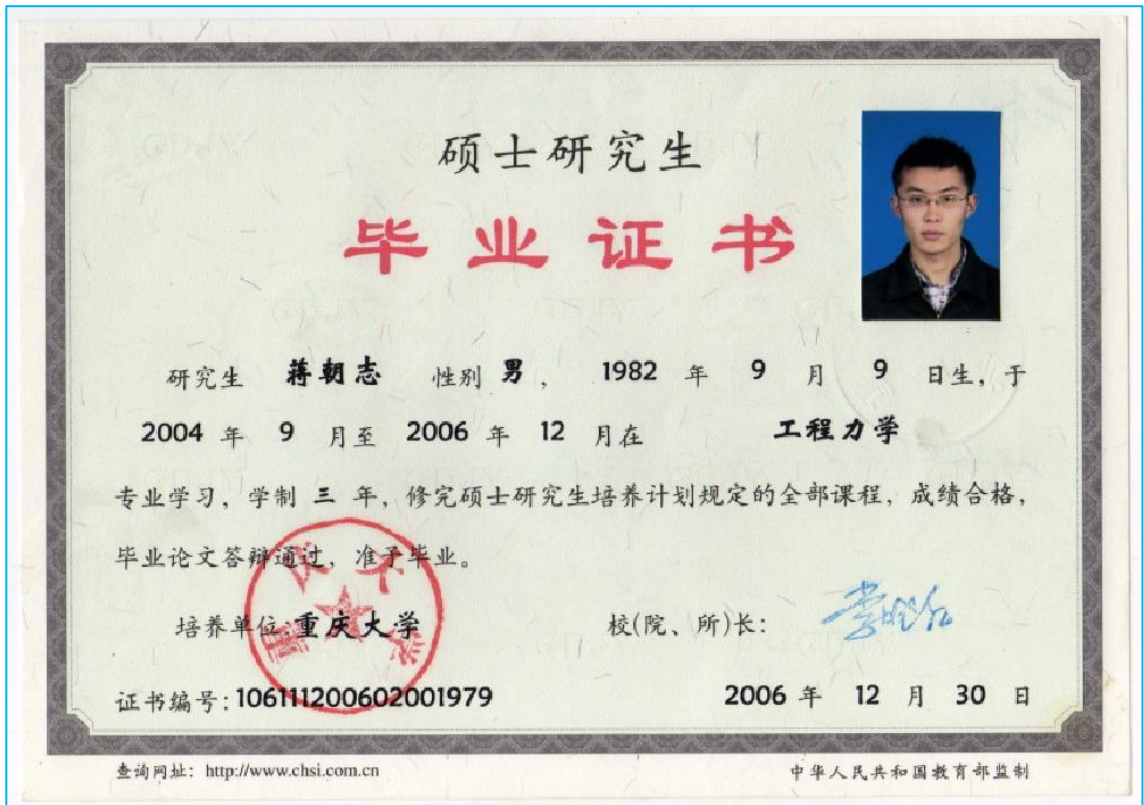 硕士研究生
毕业证书
研究生 蒋朝志 性别 男， 1982 年 9 月 9 日生，于
2004 年 9 月至 2006 年 12 月在 工程力学
专业学习，学制 三 年，修完硕士研究生培养计划规定的全部课程，成绩合格，
毕业论文答辩通过，准予毕业。
培养单位:重庆大学 校(院、所)长：
证书编号：106111200602001979 2006 年 12 月 30 日
查询网址：http://www.chsi.com.cn 中华人民共和国教育部监制
重庆大学